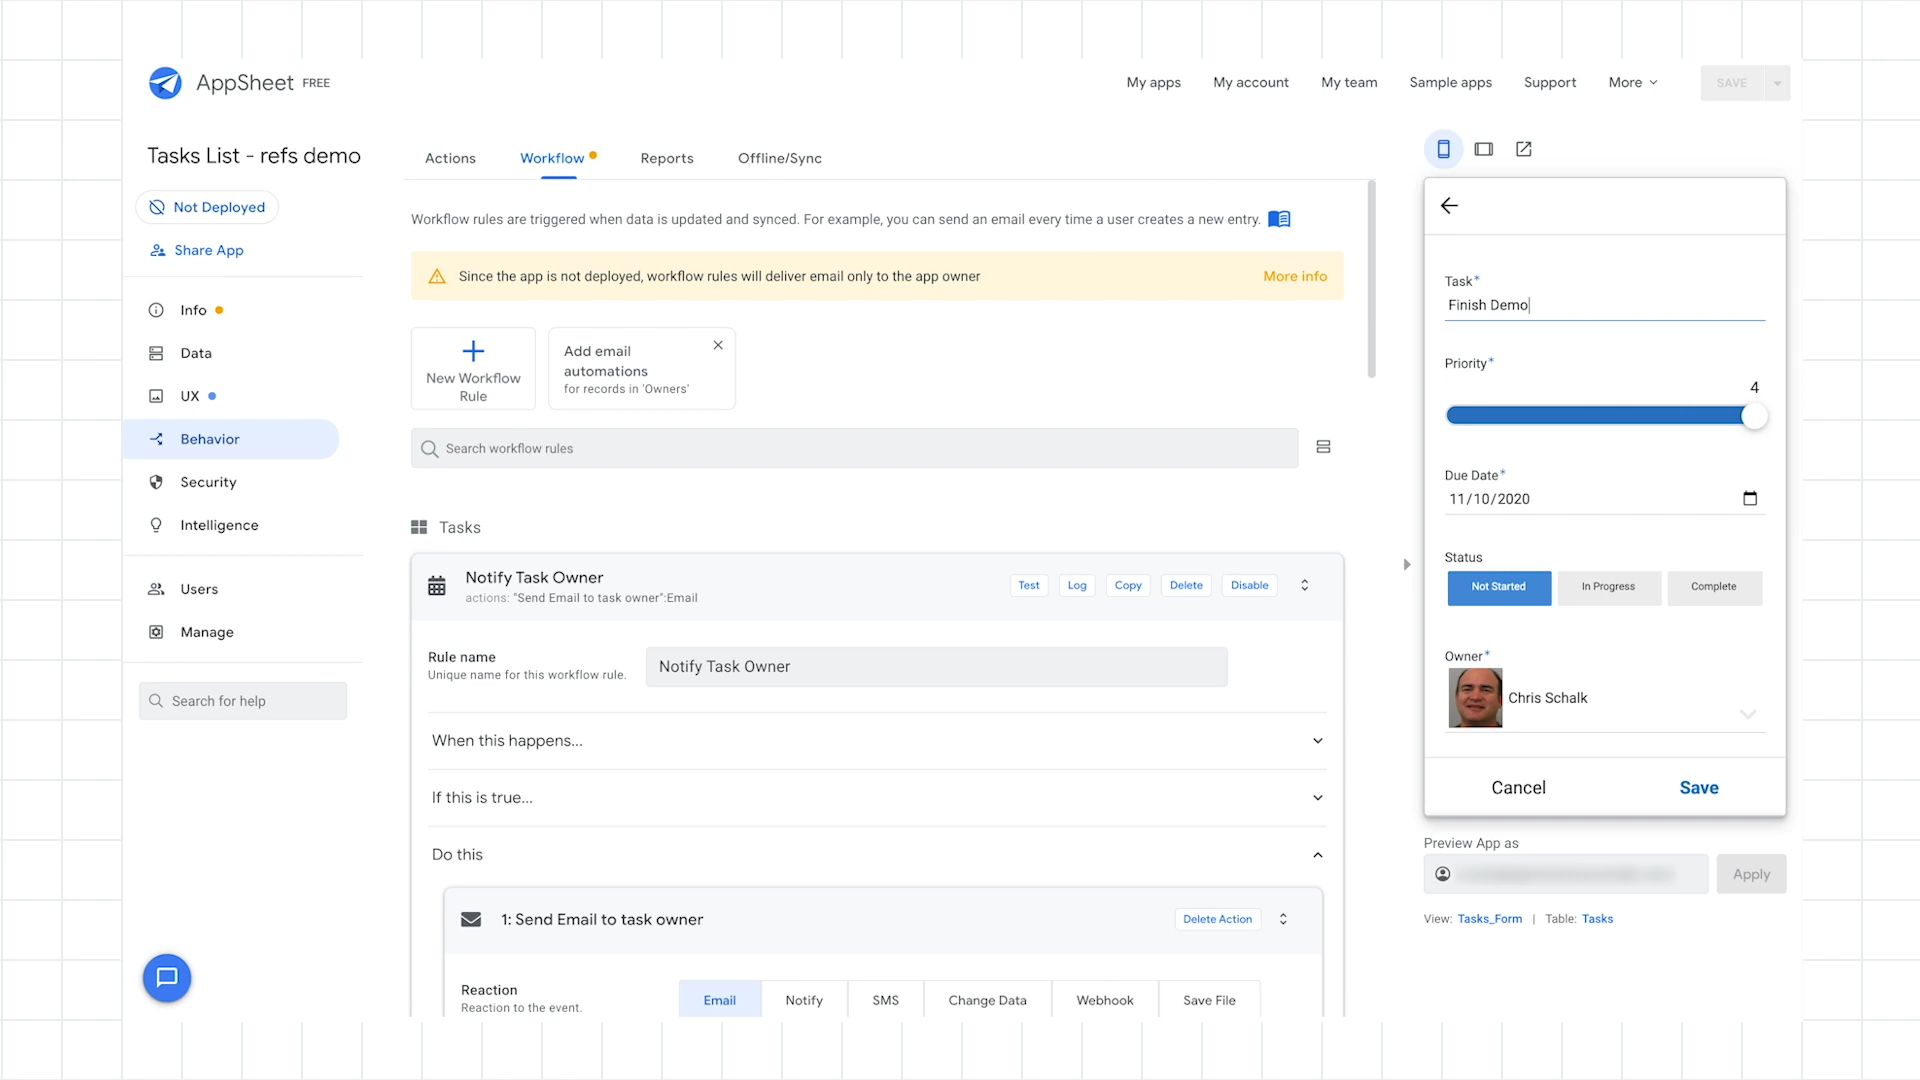 AppSheet FREE
My apps
My account
My team
Sample apps
Support
More
SAVE
Tasks List - refs demo
Not Deployed
Share App
Info
Data
UX
Behavior
Security
Intelligence
Users
Manage
Search for help
Actions
Workflow
Reports
Offline/Sync
Workflow rules are triggered when data is updated and synced. For example, you can send an email every time a user creates a new entry.
Since the app is not deployed, workflow rules will deliver email only to the app owner
More info
New Workflow
Rule
Add email
automations
for records in 'Owners'
Search workflow rules
Tasks
Notify Task Owner
actions: "Send Email to task owner":Email
Test
Log
Copy
Delete
Disable
Rule name
Unique name for this workflow rule.
Notify Task Owner
When this happens...
If this is true...
Do this
1: Send Email to task owner
Delete Action
Reaction
Reaction to the event.
Email
Notify
SMS
Change Data
Webhook
Save File
Task*
Finish Demo
Priority*
4
Due Date*
11/10/2020
Status
Not Started
In Progress
Complete
Owner*
Chris Schalk
Cancel
Save
Preview App as
Apply
View: Tasks_Form | Table: Tasks